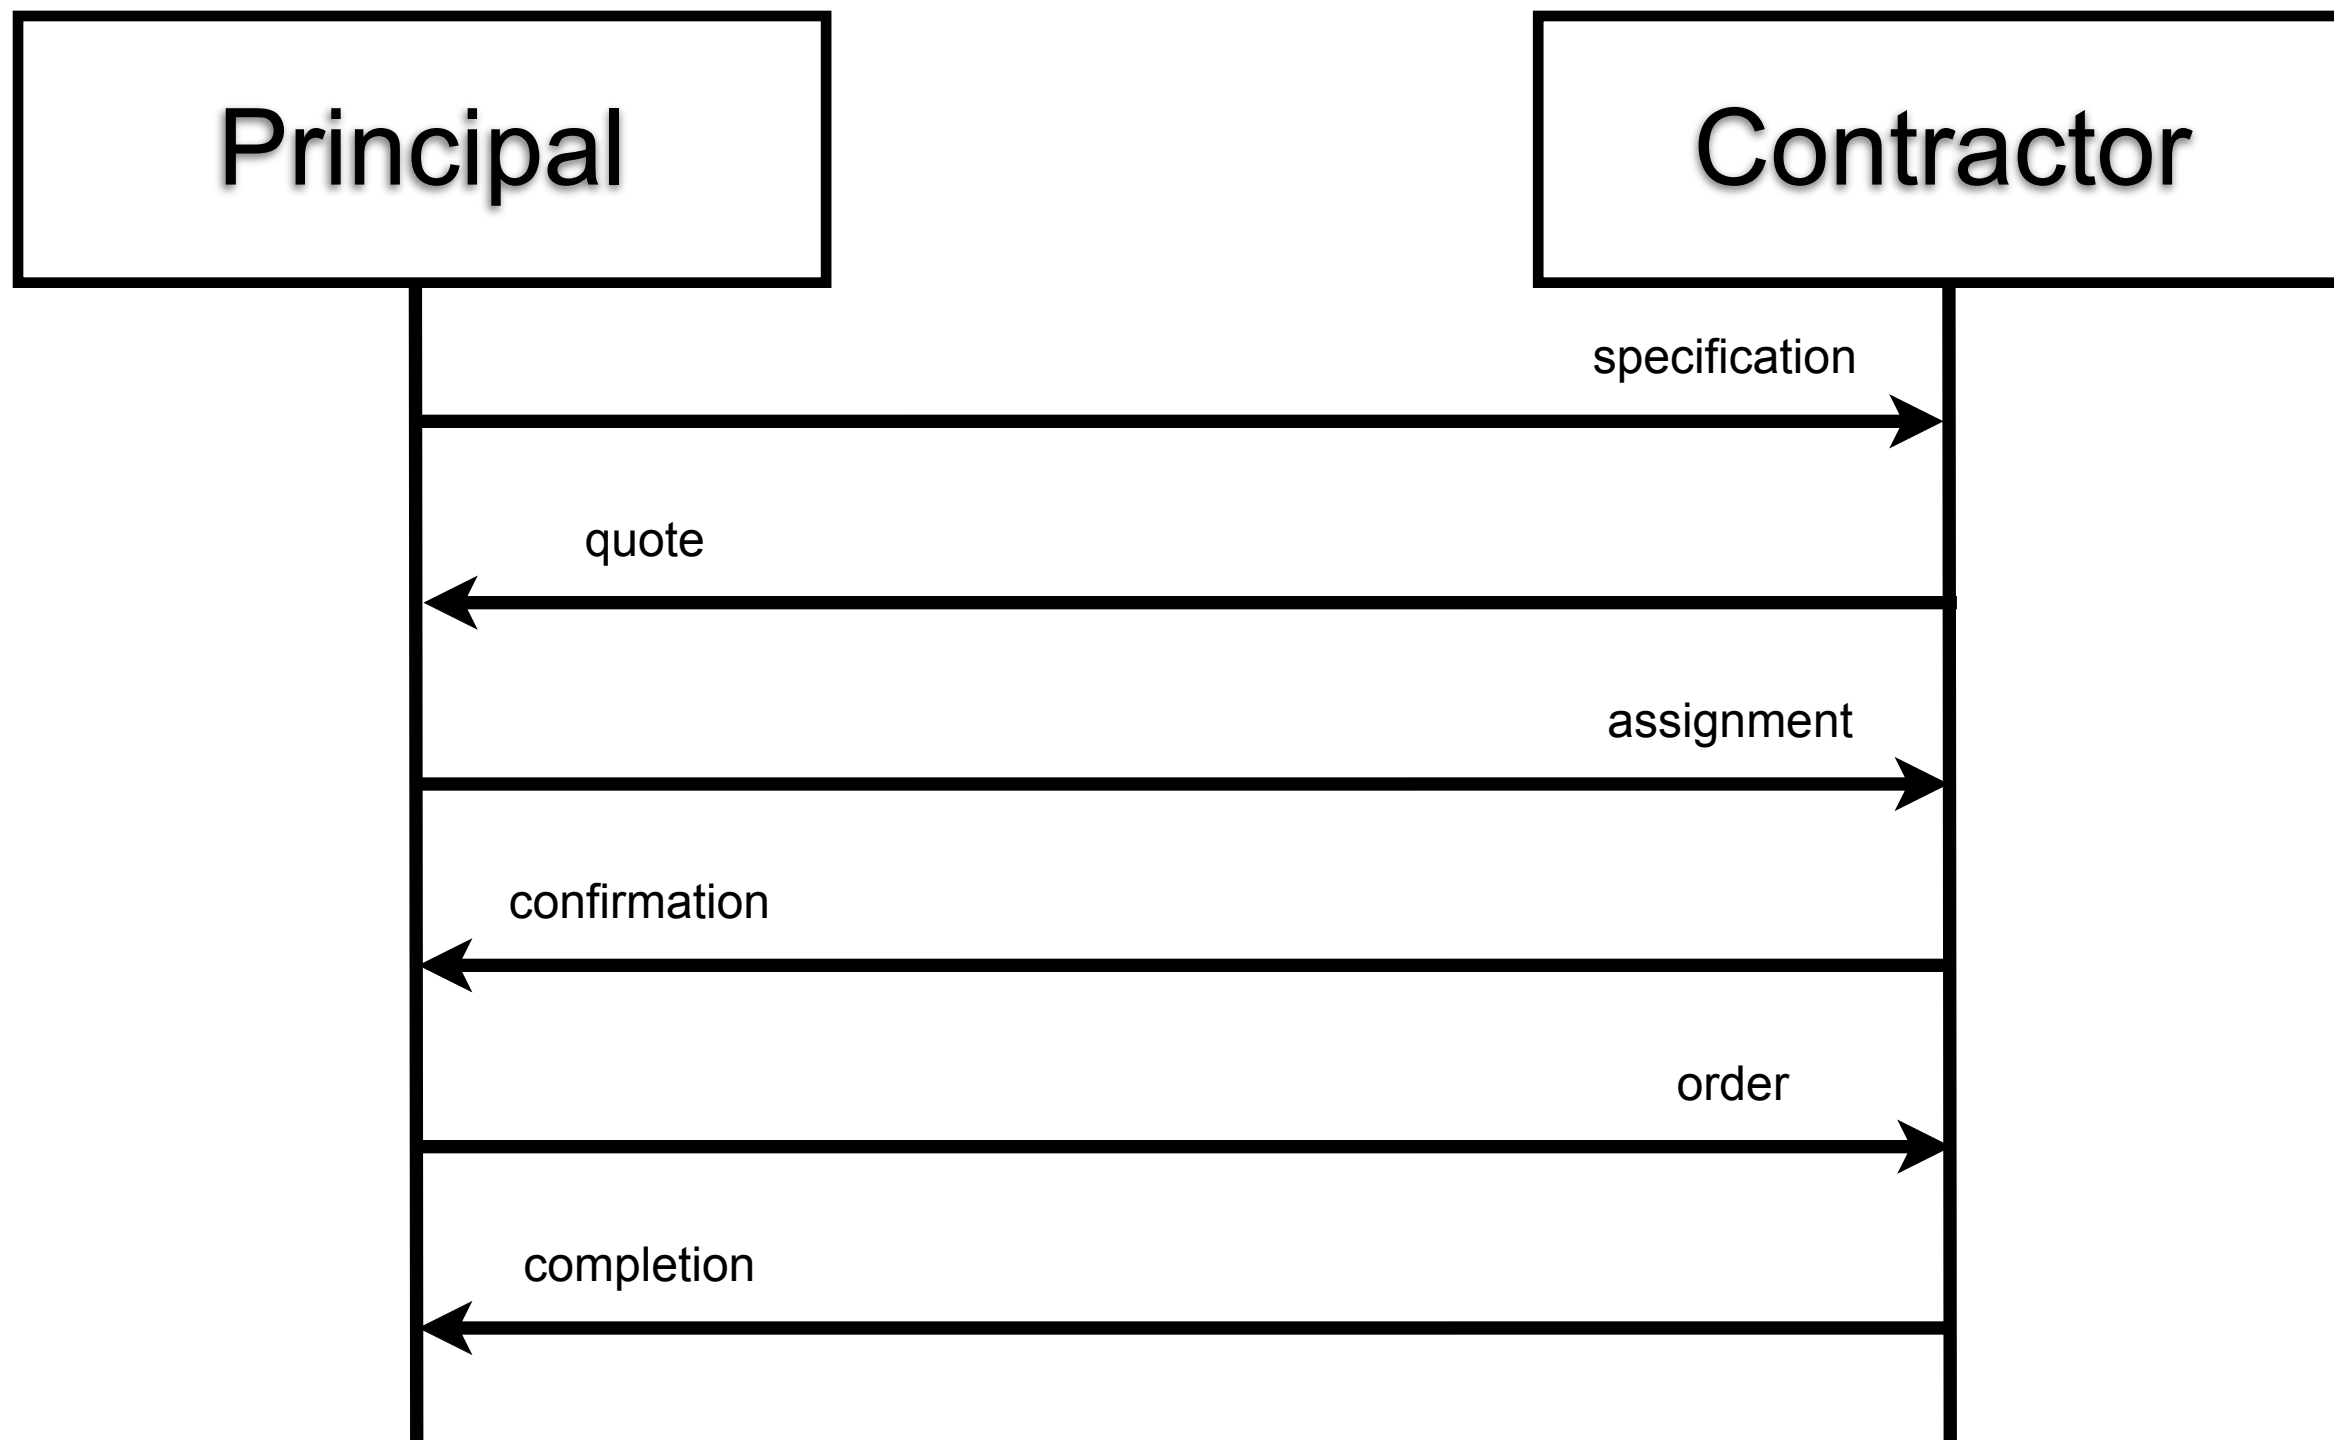 Principal
Contractor
specification
quote
assignment
confirmation
order
completion